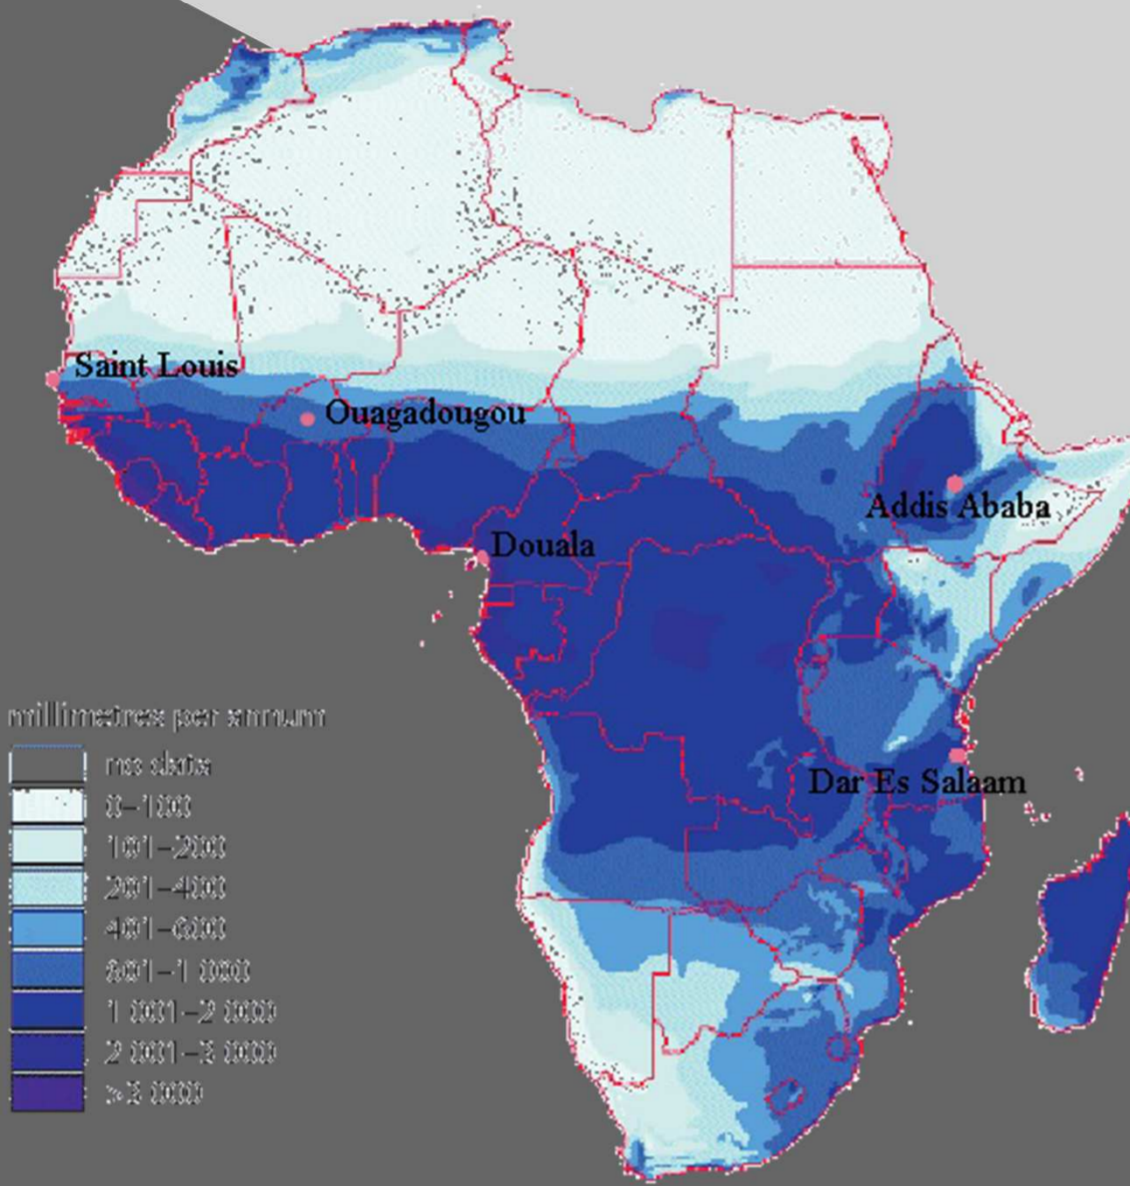 Saint Louis
Ouagadougou
Addis Ababa
Douala
millimetres per annum
no data
0–100
101–200
Dar Es Salaam
201–400
401–600
601–1 000
1 001–2 000
2 001–3 000
>3 000